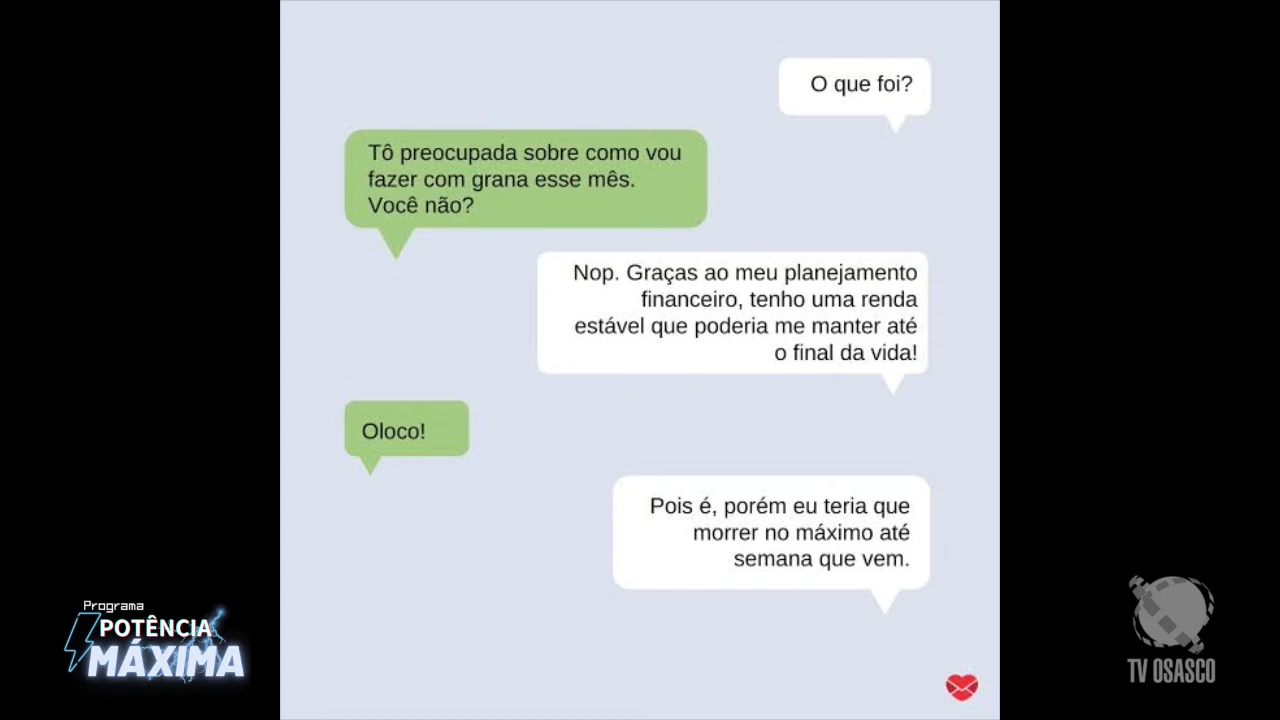 O que foi?
Tô preocupada sobre como vou
fazer com grana esse mês.
Você não?
Nop. Graças ao meu planejamento
financeiro, tenho uma renda
estável que poderia me manter até
o final da vida!
Oloco!
Pois é, porém eu teria que
morrer no máximo até
semana que vem.
Programa
POTÊNCIA
MÁXIMA
TV OSASCO